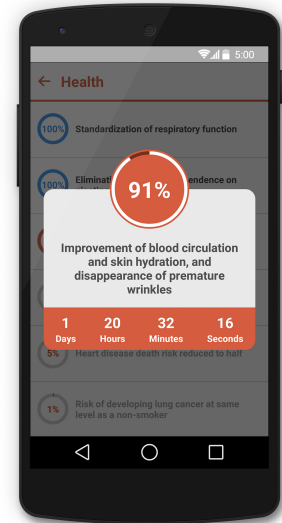 5:00
Health
100%
Standardization of respiratory function
100%
91%
Improvement of blood circulation
and skin hydration, and
disappearance of premature
wrinkles
1 20 32 16
Days Hours Minutes Seconds
5%
Heart disease death risk reduced to half
1%
Risk of developing lung cancer at same
level as a non-smoker